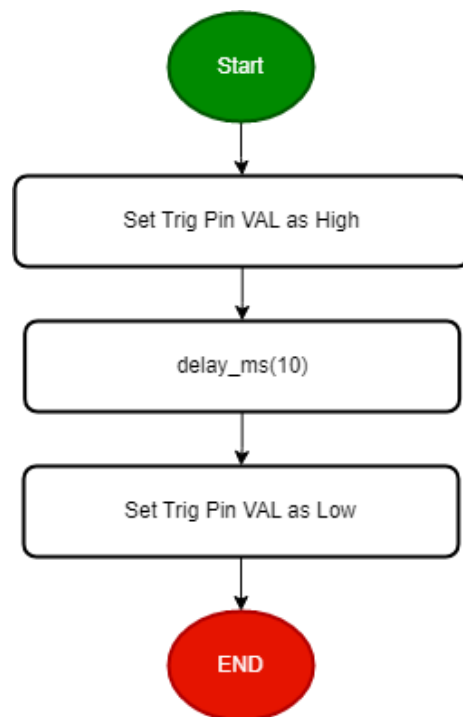 Start
Set Trig Pin VAL as High
delay_ms(10)
Set Trig Pin VAL as Low
END